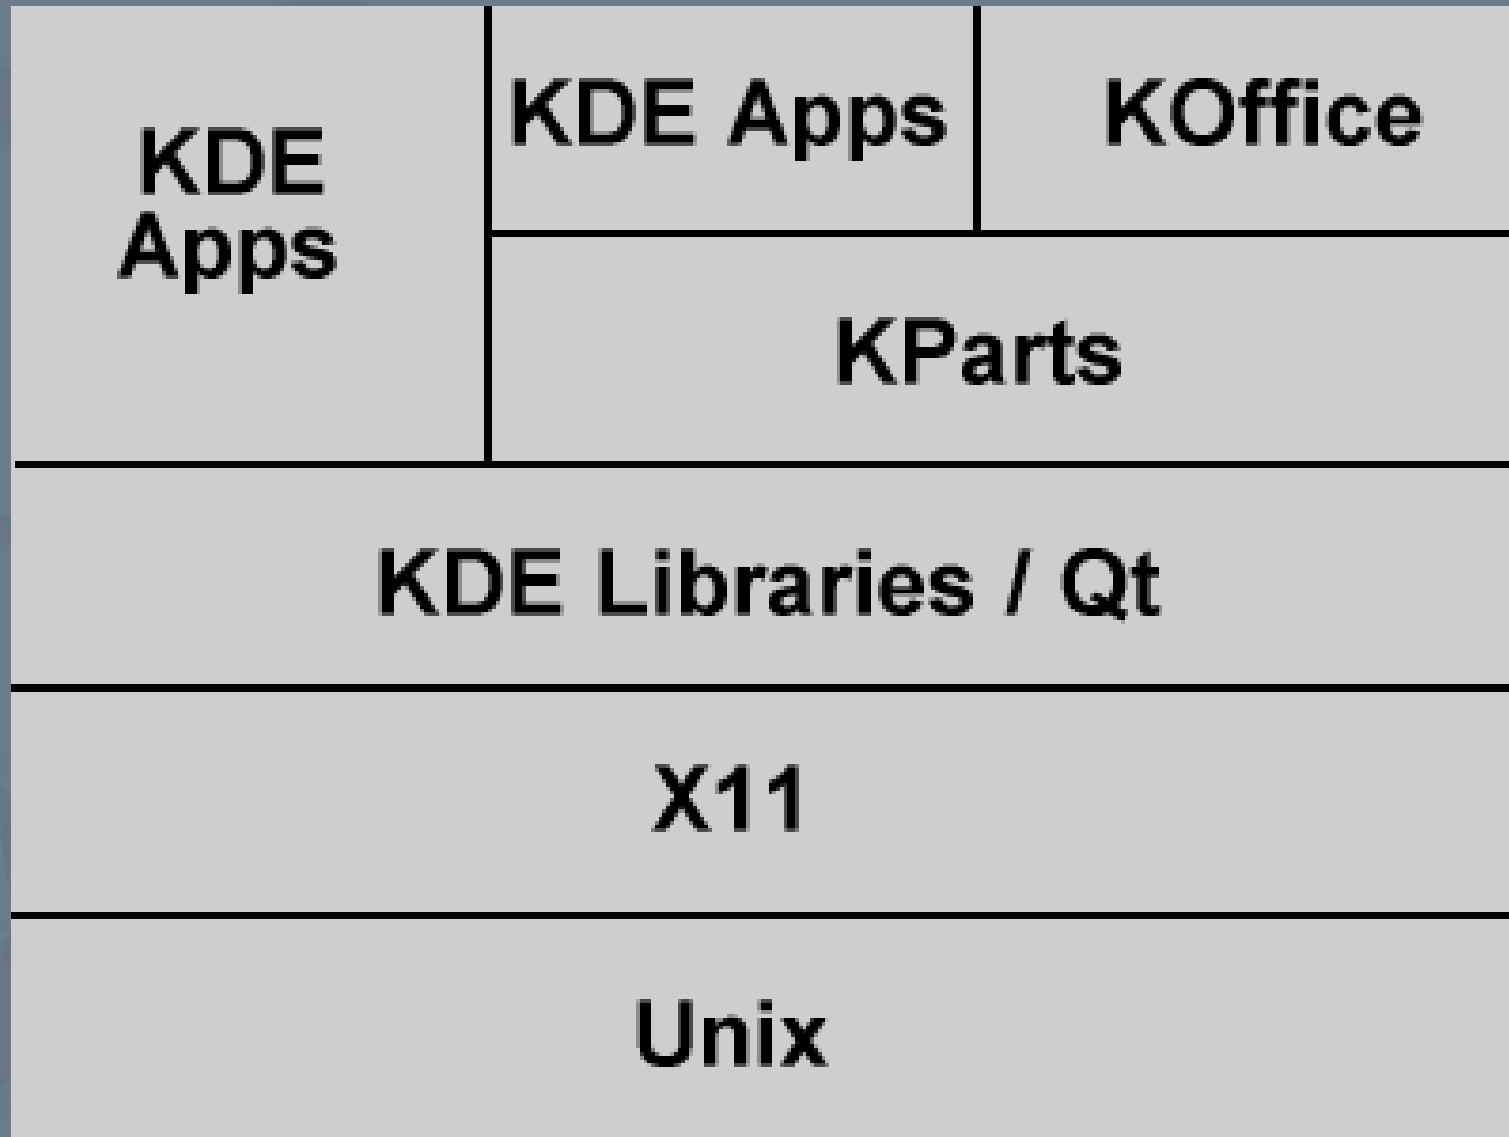 KDE
Apps
KDE Apps
KOffice
KParts
KDE Libraries / Qt
X11
Unix